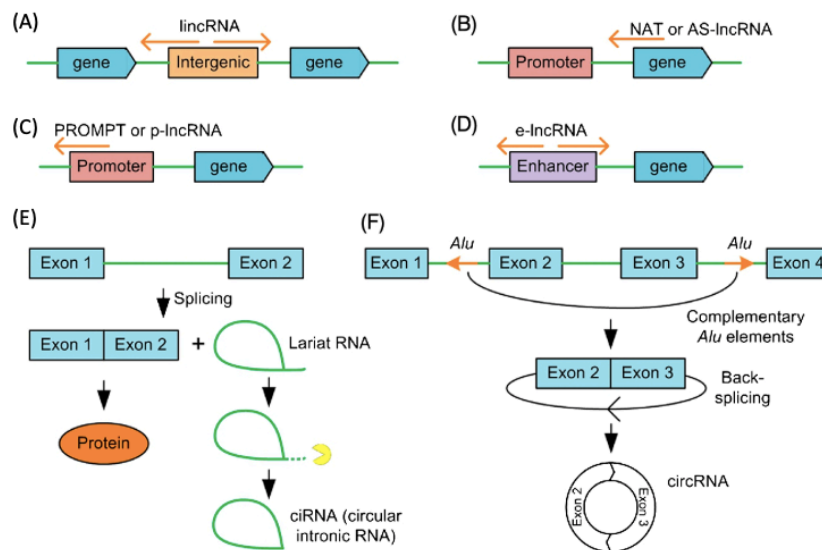 (A)
lincRNA
gene
Intergenic
gene
(B)
NAT or AS-lncRNA
Promoter
gene
(C)
PROMPT or p-lncRNA
Promoter
gene
(D)
e-lncRNA
Enhancer
gene
(E)
Exon 1
Exon 2
Splicing
Exon 1
Exon 2
+
Lariat RNA
Protein
ciRNA (circular
intronic RNA)
(F)
Alu
Alu
Exon 1
Exon 2
Exon 3
Exon 4
Complementary
Alu elements
Exon 2
Exon 3
Back-
splicing
Exon 2
Exon 3
circRNA